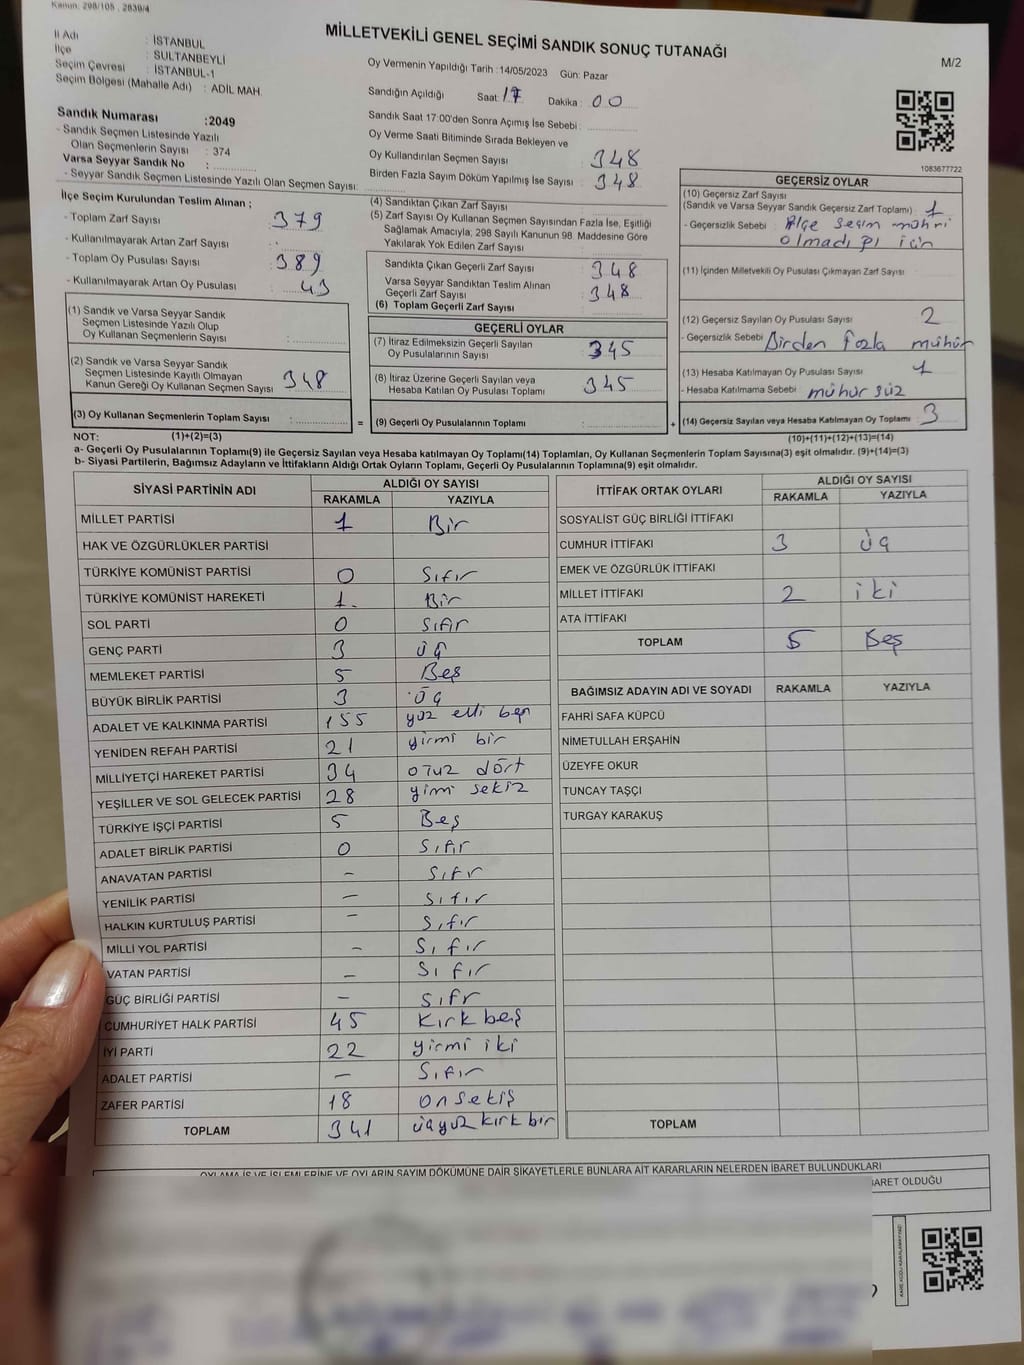 Kanun: 298/105 , 2839/4
MİLLETVEKİLİ GENEL SEÇİMİ SANDIK SONUÇ TUTANAĞI
M/2
İl Adı : İSTANBUL
İlçe : SULTANBEYLİ
Seçim Çevresi : İSTANBUL-1
Seçim Bölgesi (Mahalle Adı) : ADİL MAH.
Sandık Numarası :2049
- Sandık Seçmen Listesinde Yazılı
Olan Seçmenlerin Sayısı : 374
Varsa Seyyar Sandık No :
- Seyyar Sandık Seçmen Listesinde Yazılı Olan Seçmen Sayısı:
Oy Vermenin Yapıldığı Tarih :14/05/2023 Gün: Pazar
Sandığın Açıldığı Saat: 17 Dakika : 00
Sandık Saat 17:00'den Sonra Açımış İse Sebebi :
Oy Verme Saati Bitiminde Sırada Bekleyen ve
Oy Kullandırılan Seçmen Sayısı : 348
Birden Fazla Sayım Döküm Yapılmış İse Sayısı : 348
1083677722
İlçe Seçim Kurulundan Teslim Alınan ;
- Toplam Zarf Sayısı : 379
- Kullanılmayarak Artan Zarf Sayısı :
- Toplam Oy Pusulası Sayısı : 389
- Kullanılmayarak Artan Oy Pusulası : 43
(1) Sandık ve Varsa Seyyar Sandık
Seçmen Listesinde Yazılı Olup
Oy Kullanan Seçmenlerin Sayısı :
(2) Sandık ve Varsa Seyyar Sandık
Seçmen Listesinde Kayıtlı Olmayan
Kanun Gereği Oy Kullanan Seçmen Sayısı : 348
(3) Oy Kullanan Seçmenlerin Toplam Sayısı :
(4) Sandıktan Çıkan Zarf Sayısı :
(5) Zarf Sayısı Oy Kullanan Seçmen Sayısından Fazla İse, Eşitliği
Sağlamak Amacıyla, 298 Sayılı Kanunun 98. Maddesine Göre
Yakılarak Yok Edilen Zarf Sayısı :
Sandıkta Çıkan Geçerli Zarf Sayısı : 348
Varsa Seyyar Sandıktan Teslim Alınan
Geçerli Zarf Sayısı : 348
(6) Toplam Geçerli Zarf Sayısı :
GEÇERLİ OYLAR
(7) İtiraz Edilmeksizin Geçerli Sayılan
Oy Pusulalarının Sayısı : 345
(8) İtiraz Üzerine Geçerli Sayılan veya
Hesaba Katılan Oy Pusulası Toplamı : 345
= (9) Geçerli Oy Pusulalarının Toplamı : +
GEÇERSİZ OYLAR
(10) Geçersiz Zarf Sayısı
(Sandık ve Varsa Seyyar Sandık Geçersiz Zarf Toplamı) : 1
- Geçersizlik Sebebi : ilçe seçim mührü
olmadığı için
(11) İçinden Milletvekili Oy Pusulası Çıkmayan Zarf Sayısı :
(12) Geçersiz Sayılan Oy Pusulası Sayısı : 2
- Geçersizlik Sebebi : Birden fazla mühür
(13) Hesaba Katılmayan Oy Pusulası Sayısı : 1
- Hesaba Katılmama Sebebi : mühür süz
(14) Geçersiz Sayılan veya Hesaba Katılmayan Oy Toplamı : 3
NOT: (1)+(2)=(3) (10)+(11)+(12)+(13)=(14)
a- Geçerli Oy Pusulalarının Toplamı(9) ile Geçersiz Sayılan veya Hesaba katılmayan Oy Toplamı(14) Toplamları, Oy Kullanan Seçmenlerin Toplam Sayısına(3) eşit olmalıdır. (9)+(14)=(3)
b- Siyasi Partilerin, Bağımsız Adayların ve İttifakların Aldığı Ortak Oyların Toplamı, Geçerli Oy Pusulalarının Toplamına(9) eşit olmalıdır.
SİYASİ PARTİNİN ADI ALDIĞI OY SAYISI
RAKAMLA YAZIYLA
MİLLET PARTİSİ 1 Bir
HAK VE ÖZGÜRLÜKLER PARTİSİ
TÜRKİYE KOMÜNİST PARTİSİ 0 Sıfır
TÜRKİYE KOMÜNİST HAREKETİ 1. Bir
SOL PARTİ 0 Sıfır
GENÇ PARTİ 3 üç
MEMLEKET PARTİSİ 5 Beş
BÜYÜK BİRLİK PARTİSİ 3 üç
ADALET VE KALKINMA PARTİSİ 155 yüz elli beş
YENİDEN REFAH PARTİSİ 21 yirmi bir
MİLLİYETÇİ HAREKET PARTİSİ 34 otuz dört
YEŞİLLER VE SOL GELECEK PARTİSİ 28 yimi sekiz
TÜRKİYE İŞÇİ PARTİSİ 5 Beş
ADALET BİRLİK PARTİSİ 0 Sıfır
ANAVATAN PARTİSİ - Sıfır
YENİLİK PARTİSİ - Sıfır
HALKIN KURTULUŞ PARTİSİ - Sıfır
MİLLİ YOL PARTİSİ - Sıfır
VATAN PARTİSİ - Sıfır
GÜÇ BİRLİĞİ PARTİSİ - Sıfr
CUMHURİYET HALK PARTİSİ 45 Kırk beş
İYİ PARTİ 22 yirmi iki
ADALET PARTİSİ - Sıfır
ZAFER PARTİSİ 18 onsekiş
TOPLAM 341 üçyüz kırk bir
İTTİFAK ORTAK OYLARI ALDIĞI OY SAYISI
RAKAMLA YAZIYLA
SOSYALİST GÜÇ BİRLİĞİ İTTİFAKI
CUMHUR İTTİFAKI 3 üç
EMEK VE ÖZGÜRLÜK İTTİFAKI
MİLLET İTTİFAKI 2 iki
ATA İTTİFAKI
TOPLAM 5 Beş
BAĞIMSIZ ADAYIN ADI VE SOYADI RAKAMLA YAZIYLA
FAHRİ SAFA KÜPCÜ
NİMETULLAH ERŞAHİN
ÜZEYFE OKUR
TUNCAY TAŞÇI
TURGAY KARAKUŞ
TOPLAM
OYLAMA İŞ VE İŞLEMLERİNE VE OYLARIN SAYIM DÖKÜMÜNE DAİR ŞİKAYETLERLE BUNLARA AİT KARARLARIN NELERDEN İBARET BULUNDUKLARI
BARET OLDUĞU